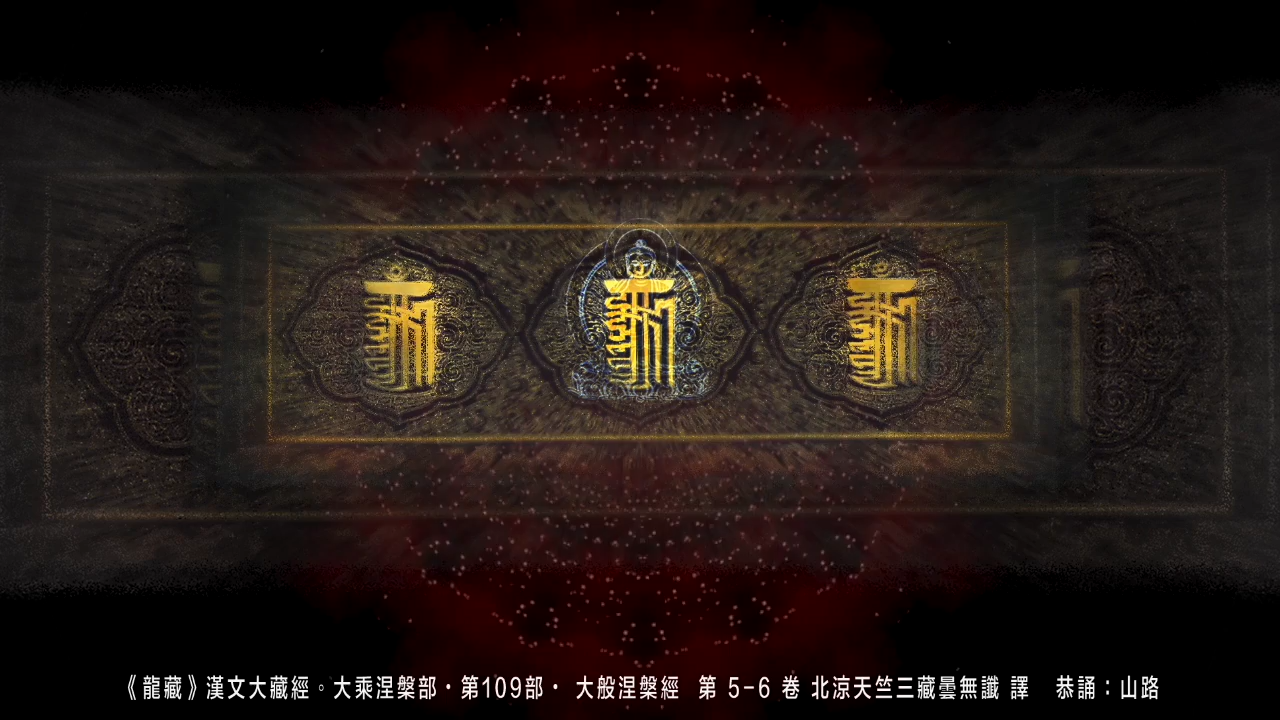 《龍藏》漢文大藏經。大乘涅槃部・第109部・ 大般涅槃經 第 5-6 卷 北涼天竺三藏曇無讖 譯 恭誦：山路